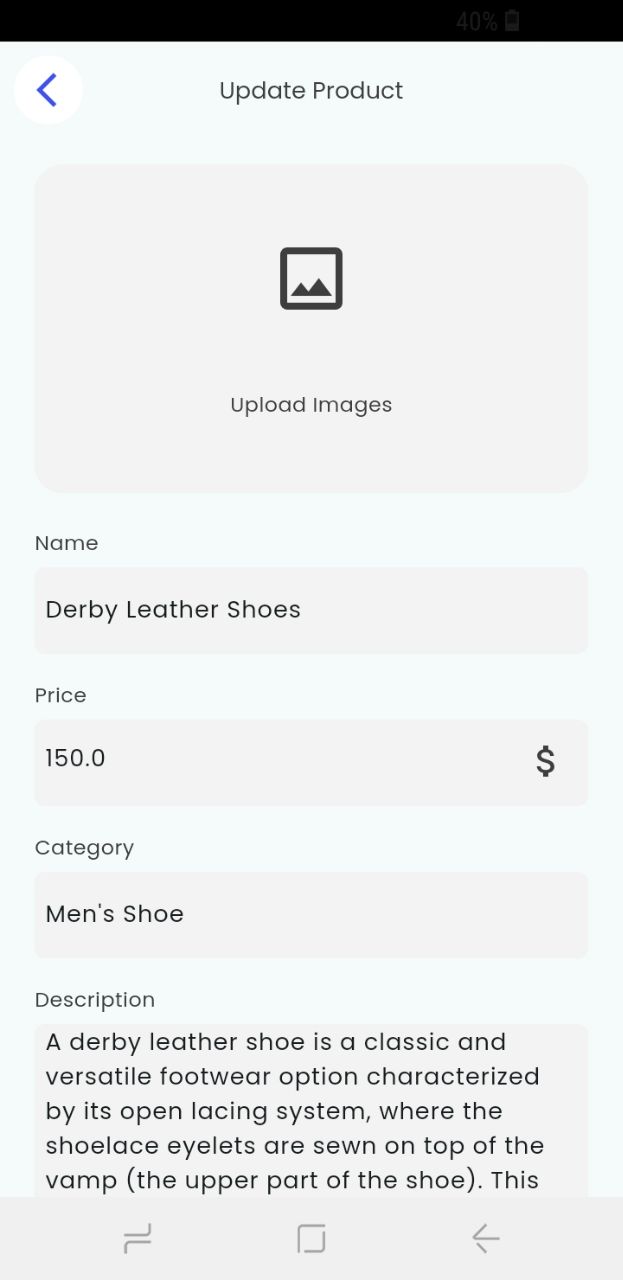 40%
Update Product
Upload Images
Name
Derby Leather Shoes
Price
150.0 $
Category
Men's Shoe
Description
A derby leather shoe is a classic and
versatile footwear option characterized
by its open lacing system, where the
shoelace eyelets are sewn on top of the
vamp (the upper part of the shoe). This